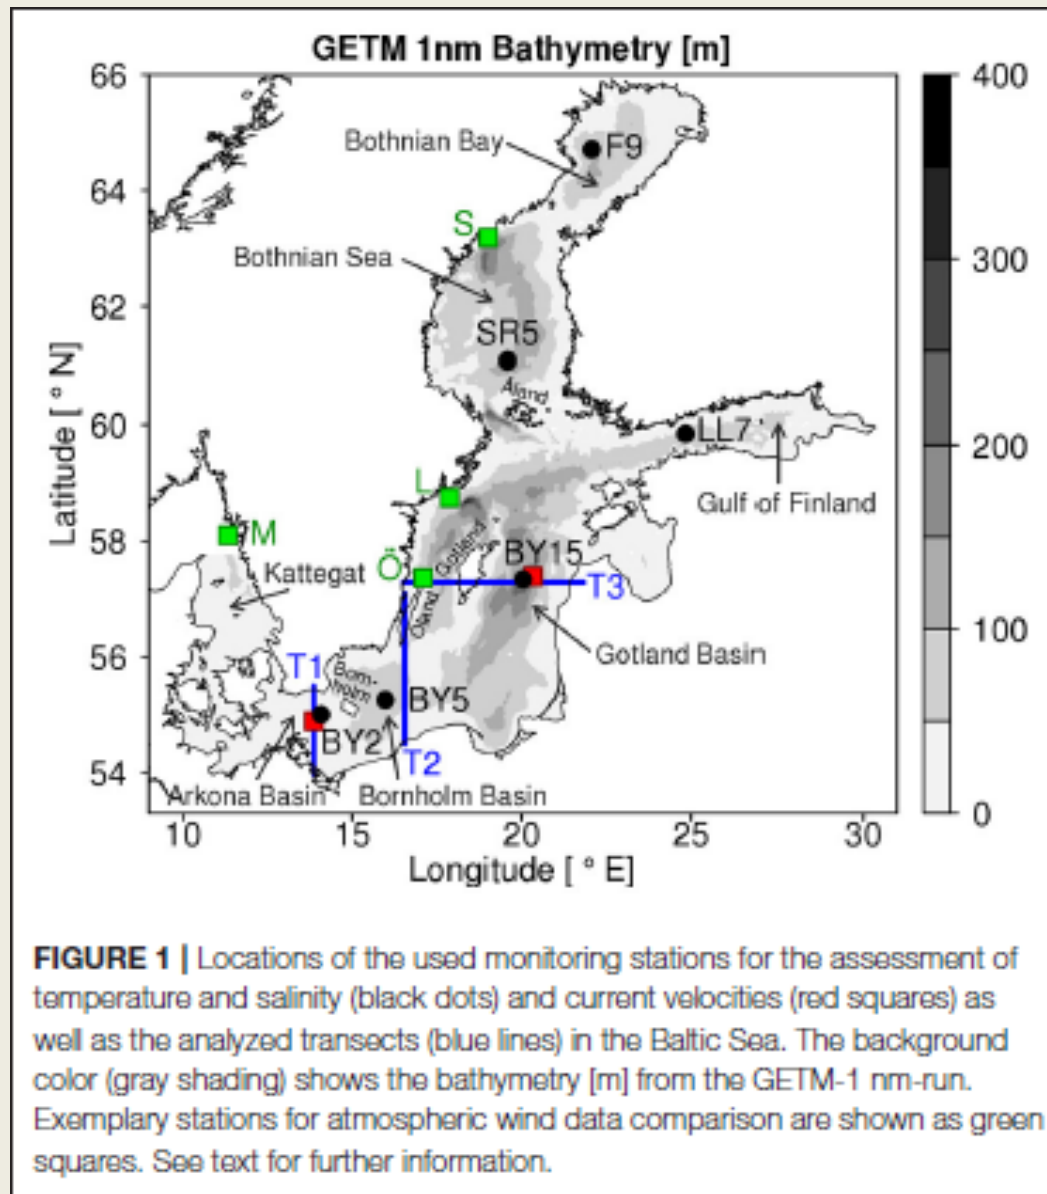 GETM 1nm Bathymetry [m]
66
64
62
60
58
56
54
Latitude [ ° N]
10
15
20
25
30
Longitude [ ° E]
400
300
200
100
0
Bothnian Bay
F9
S
Bothnian Sea
SR5
Åland
LL7
L
Gulf of Finland
M
Kattegat
Ö
Öland
Gotland
BY15
T3
Gotland Basin
T1
Born-
holm
BY5
BY2
T2
Arkona Basin
Bornholm Basin
FIGURE 1 | Locations of the used monitoring stations for the assessment of
temperature and salinity (black dots) and current velocities (red squares) as
well as the analyzed transects (blue lines) in the Baltic Sea. The background
color (gray shading) shows the bathymetry [m] from the GETM-1 nm-run.
Exemplary stations for atmospheric wind data comparison are shown as green
squares. See text for further information.